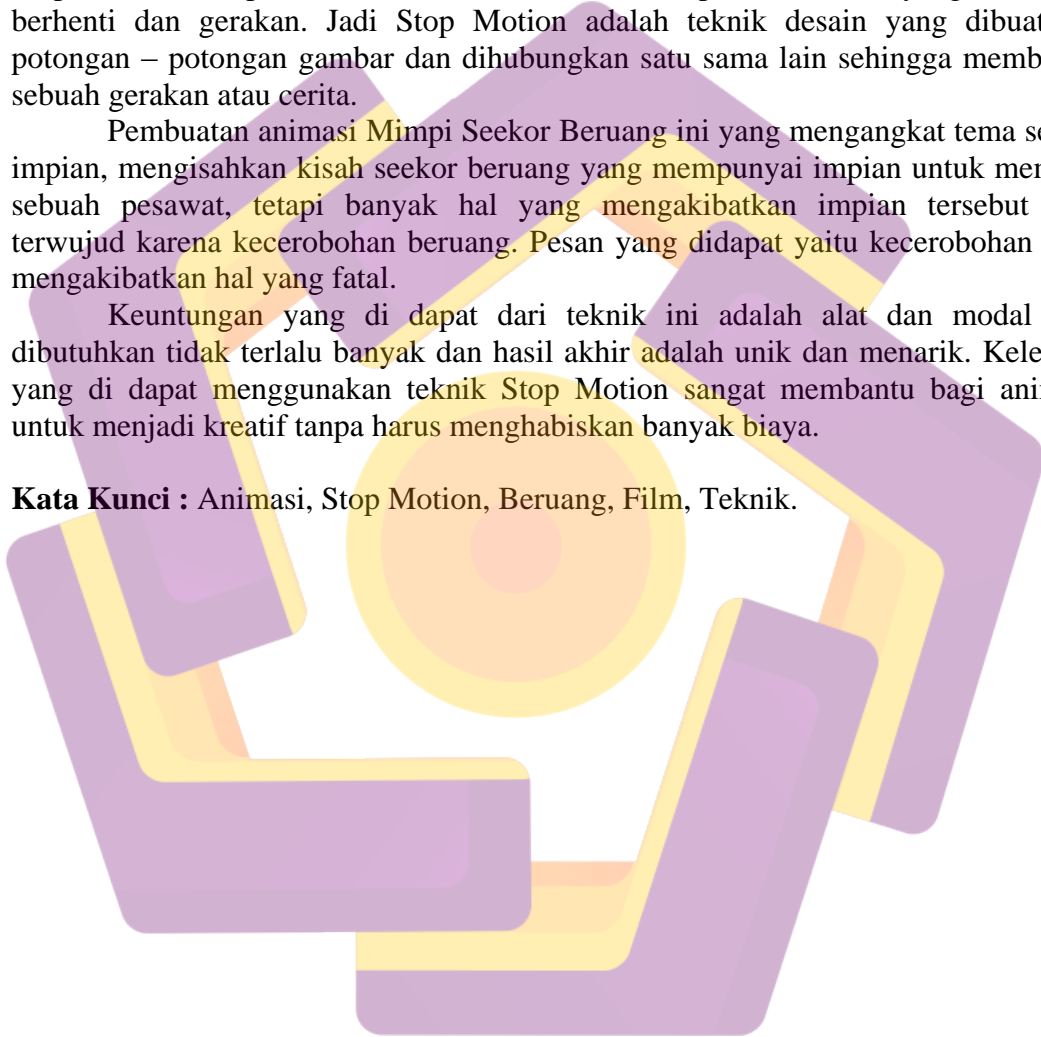 berhenti dan gerakan. Jadi Stop Motion adalah teknik desain yang dibuat
potongan – potongan gambar dan dihubungkan satu sama lain sehingga memb
sebuah gerakan atau cerita.
Pembuatan animasi Mimpi Seekor Beruang ini yang mengangkat tema se
impian, mengisahkan kisah seekor beruang yang mempunyai impian untuk men
sebuah pesawat, tetapi banyak hal yang mengakibatkan impian tersebut
terwujud karena kecerobohan beruang. Pesan yang didapat yaitu kecerobohan
mengakibatkan hal yang fatal.
Keuntungan yang di dapat dari teknik ini adalah alat dan modal
dibutuhkan tidak terlalu banyak dan hasil akhir adalah unik dan menarik. Kele
yang di dapat menggunakan teknik Stop Motion sangat membantu bagi ani
untuk menjadi kreatif tanpa harus menghabiskan banyak biaya.
Kata Kunci : Animasi, Stop Motion, Beruang, Film, Teknik.